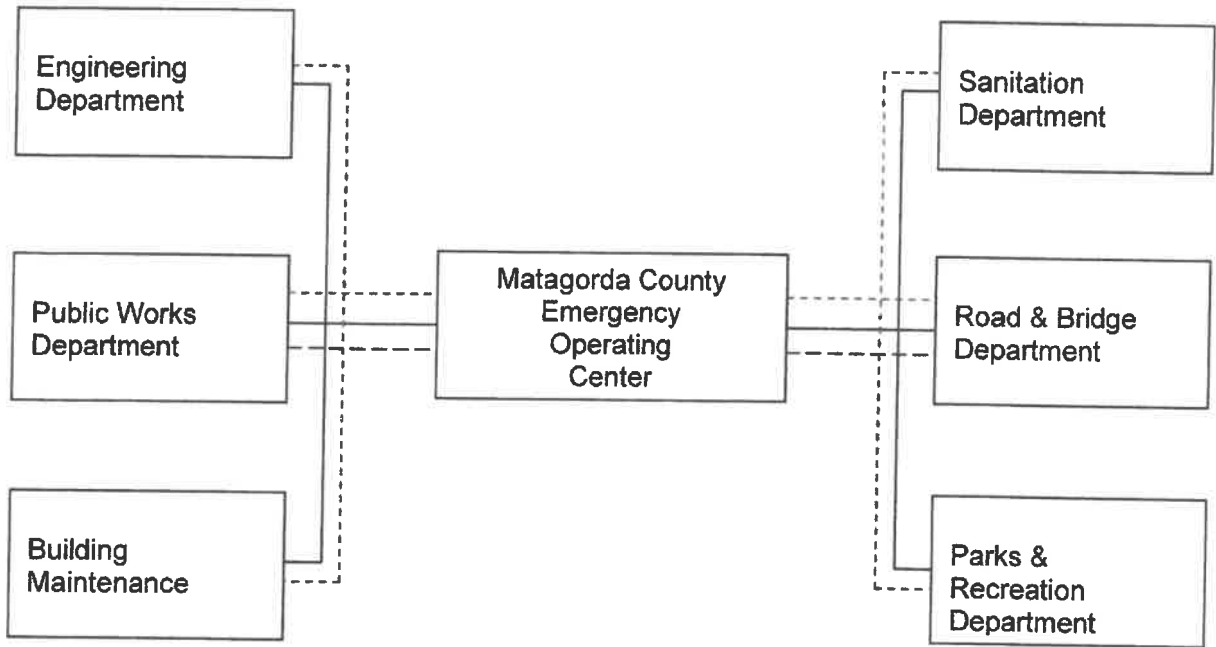 Engineering
Department
Sanitation
Department
Public Works
Department
Matagorda County
Emergency
Operating
Center
Road & Bridge
Department
Building
Maintenance
Parks &
Recreation
Department